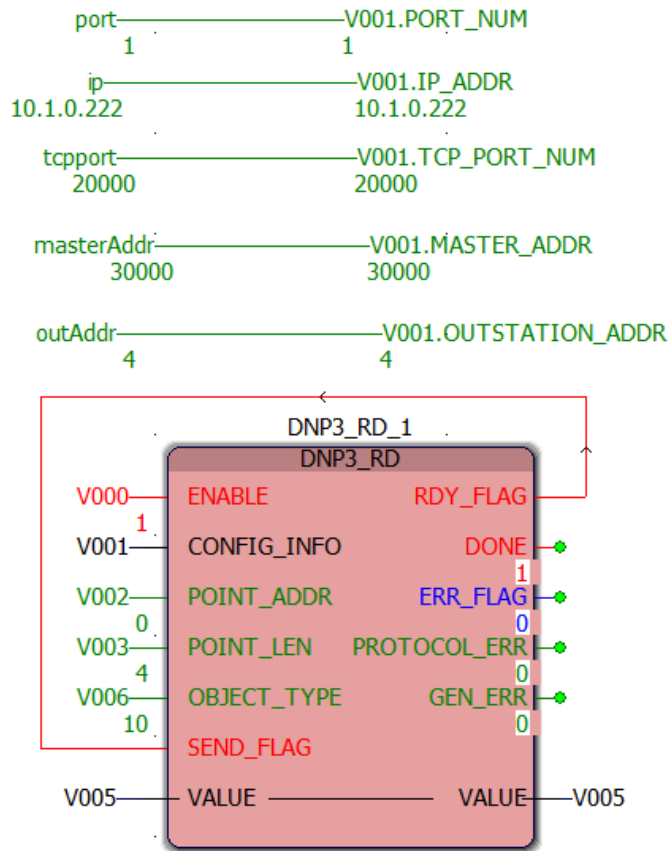 port V001.PORT_NUM
1 1
ip V001.IP_ADDR
10.1.0.222 10.1.0.222
tcpport V001.TCP_PORT_NUM
20000 20000
masterAddr V001.MASTER_ADDR
30000 30000
outAddr V001.OUTSTATION_ADDR
4 4
DNP3_RD_1
DNP3_RD
V000 ENABLE RDY_FLAG
1
V001 CONFIG_INFO DONE
1
V002 POINT_ADDR ERR_FLAG
0 0
V003 POINT_LEN PROTOCOL_ERR
4 0
V006 OBJECT_TYPE GEN_ERR
10 0
SEND_FLAG
V005 VALUE VALUE V005